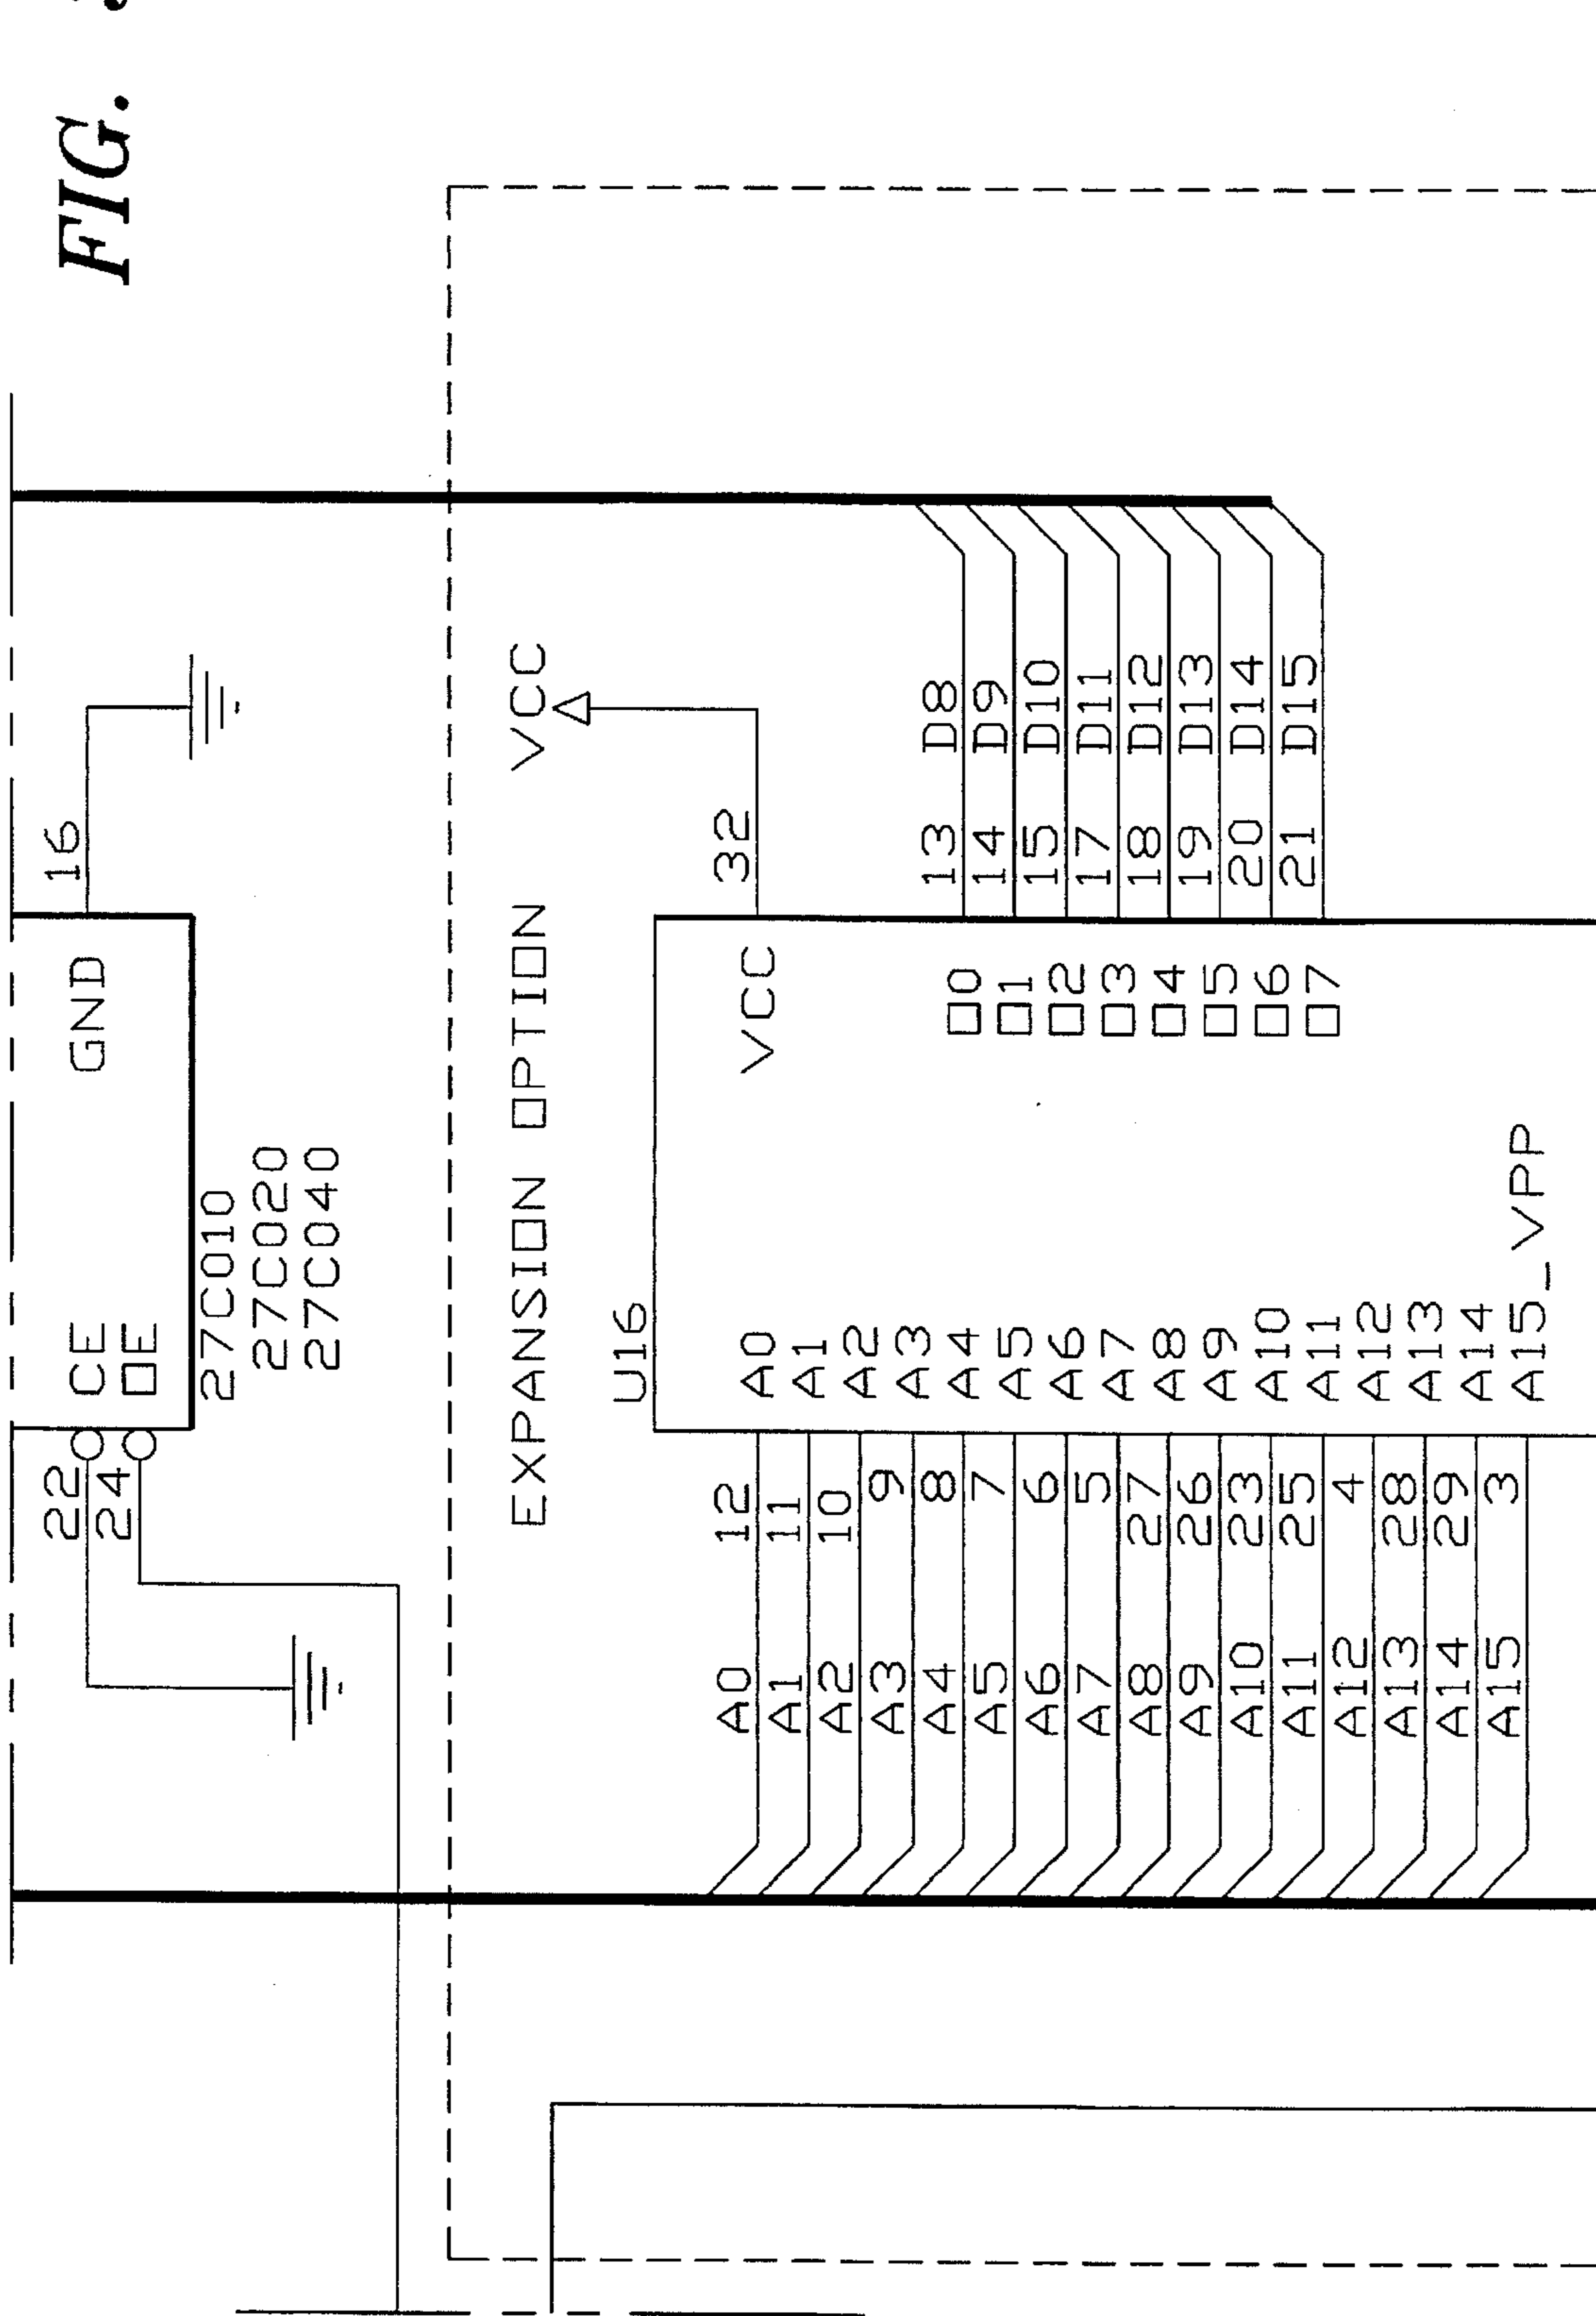 FIG.
22 CE GND 16
24 OE
27C010
27C020
27C040
EXPANSION OPTION VCC
U16
A0 12 A0 VCC 32
A1 11 A1
A2 10 A2
A3 9 A3
A4 8 A4 O0 13 D8
A5 7 A5 O1 14 D9
A6 6 A6 O2 15 D10
A7 5 A7 O3 17 D11
A8 27 A8 O4 18 D12
A9 26 A9 O5 19 D13
A10 23 A10 O6 20 D14
A11 25 A11 O7 21 D15
A12 4 A12
A13 28 A13
A14 29 A14
A15 3 A15_VPP